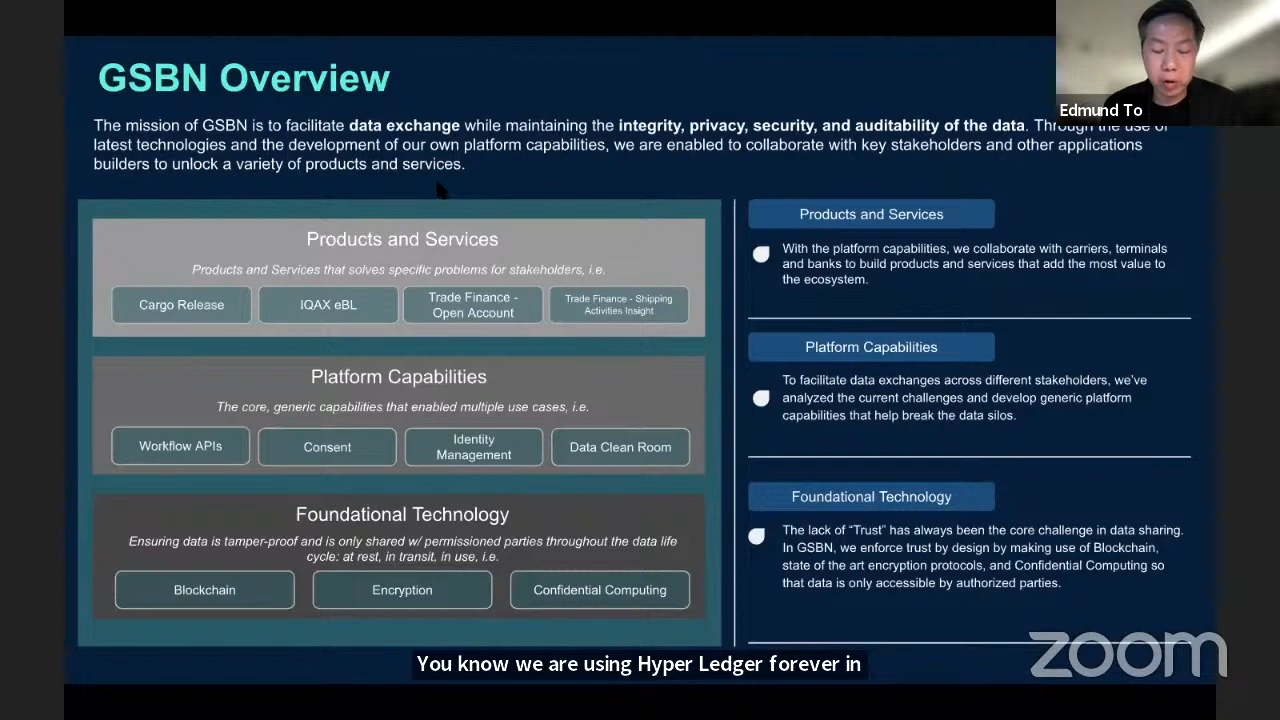 GSBN Overview
Edmund To
The mission of GSBN is to facilitate data exchange while maintaining the integrity, privacy, security, and auditability of the data. Through the use of
latest technologies and the development of our own platform capabilities, we are enabled to collaborate with key stakeholders and other applications
builders to unlock a variety of products and services.
Products and Services
Products and Services that solves specific problems for stakeholders, i.e.
Cargo Release
IQAX eBL
Trade Finance -
Open Account
Trade Finance - Shipping
Activities Insight
Platform Capabilities
The core, generic capabilities that enabled multiple use cases, i.e.
Workflow APIs
Consent
Identity
Management
Data Clean Room
Foundational Technology
Ensuring data is tamper-proof and is only shared w/ permissioned parties throughout the data life
cycle: at rest, in transit, in use, i.e.
Blockchain
Encryption
Confidential Computing
Products and Services
With the platform capabilities, we collaborate with carriers, terminals
and banks to build products and services that add the most value to
the ecosystem.
Platform Capabilities
To facilitate data exchanges across different stakeholders, we've
analyzed the current challenges and develop generic platform
capabilities that help break the data silos.
Foundational Technology
The lack of “Trust” has always been the core challenge in data sharing.
In GSBN, we enforce trust by design by making use of Blockchain,
state of the art encryption protocols, and Confidential Computing so
that data is only accessible by authorized parties.
You know we are using Hyper Ledger forever in
zoom